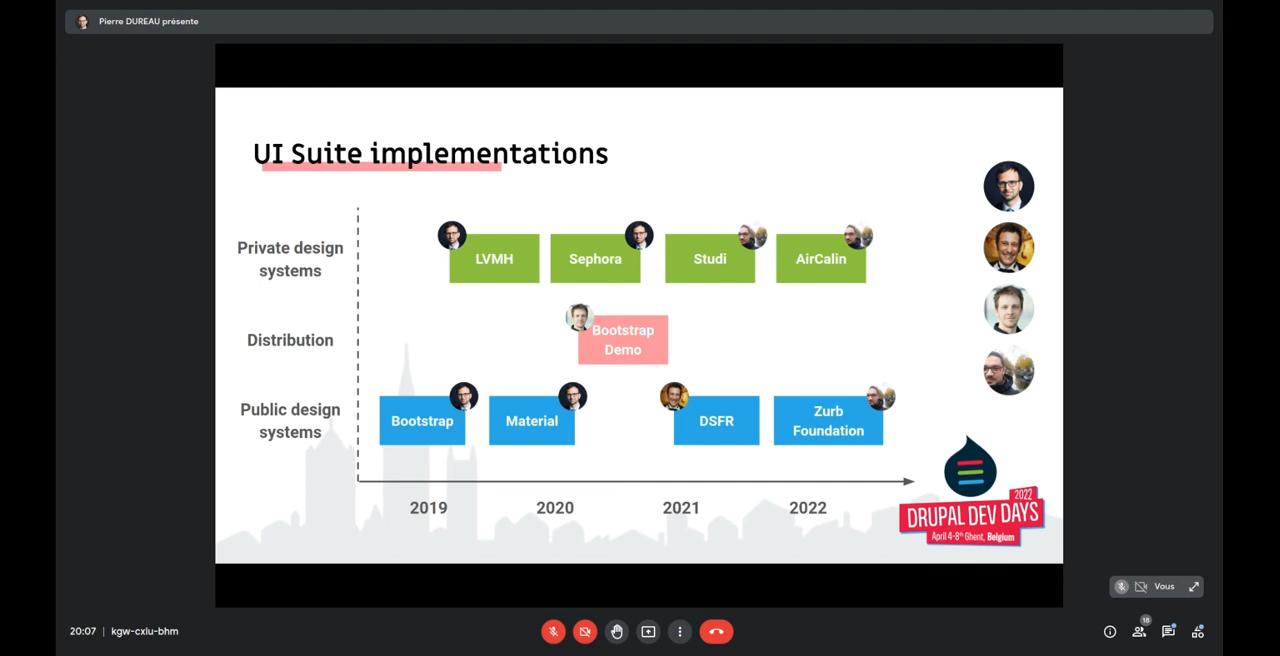 Pierre DUREAU présente
UI Suite implementations
Private design
systems
LVMH
Sephora
Studi
AirCalin
Distribution
Bootstrap
Demo
Public design
systems
Bootstrap
Material
DSFR
Zurb
Foundation
2019
2020
2021
2022
2022
DRUPAL DEV DAYS
April 4-8th Ghent, Belgium
Vous
20:07 | kgw-cxiu-bhm
18